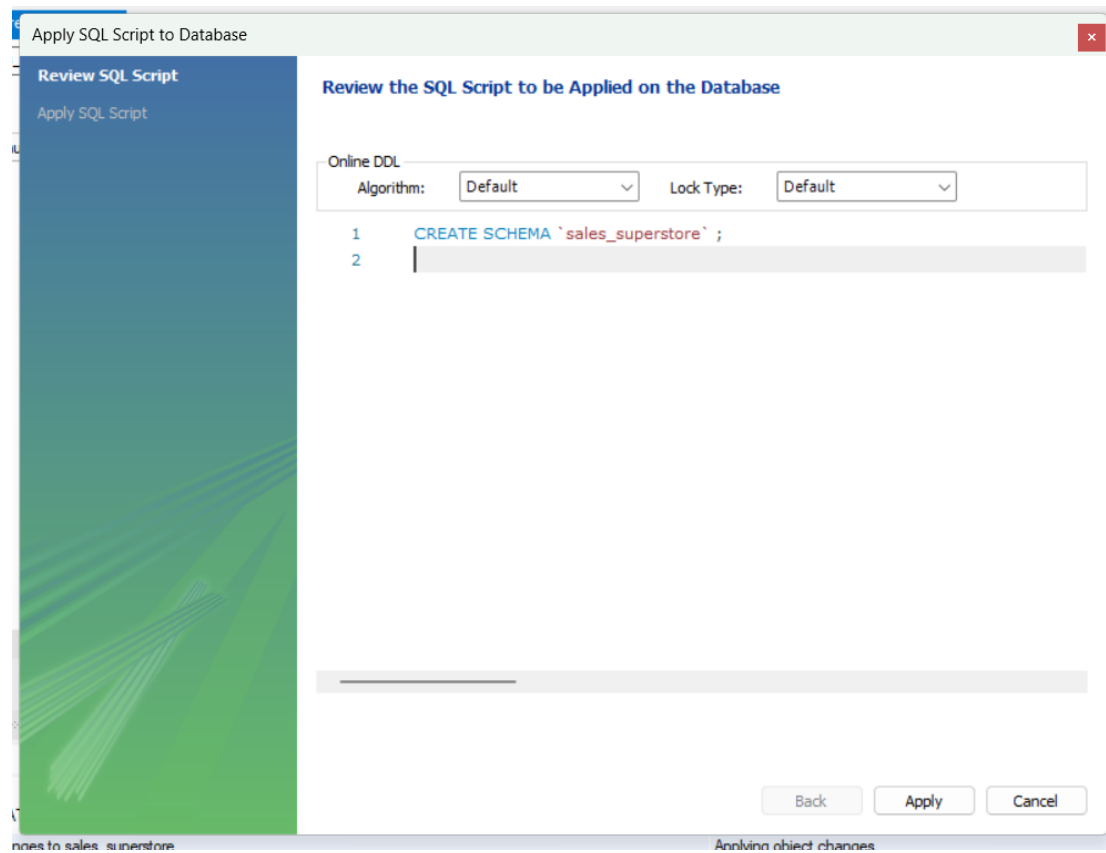 Apply SQL Script to Database
Review SQL Script
Apply SQL Script
Review the SQL Script to be Applied on the Database
Online DDL
Algorithm: Default Lock Type: Default
1 CREATE SCHEMA `sales_superstore` ;
2
Back Apply Cancel
to sales_superstore Applying object changes